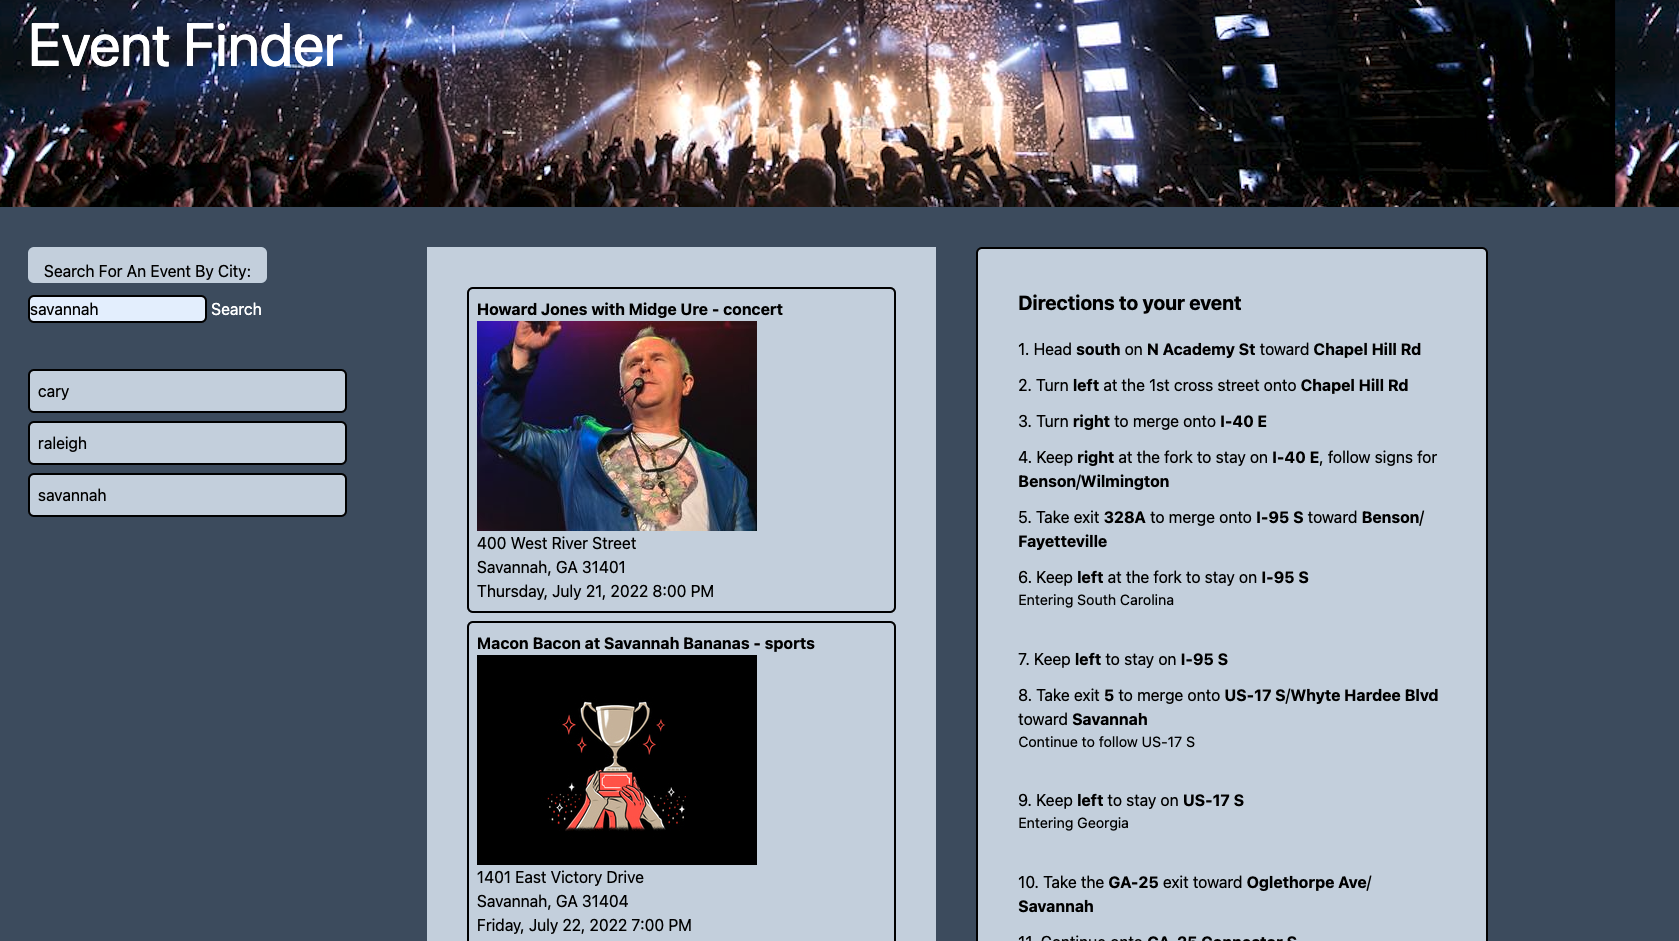 Event Finder
Search For An Event By City:
savannah
Search
cary
raleigh
savannah
Howard Jones with Midge Ure - concert
400 West River Street
Savannah, GA 31401
Thursday, July 21, 2022 8:00 PM
Macon Bacon at Savannah Bananas - sports
1401 East Victory Drive
Savannah, GA 31404
Friday, July 22, 2022 7:00 PM
Directions to your event
1. Head south on N Academy St toward Chapel Hill Rd
2. Turn left at the 1st cross street onto Chapel Hill Rd
3. Turn right to merge onto I-40 E
4. Keep right at the fork to stay on I-40 E, follow signs for
Benson/Wilmington
5. Take exit 328A to merge onto I-95 S toward Benson/
Fayetteville
6. Keep left at the fork to stay on I-95 S
Entering South Carolina
7. Keep left to stay on I-95 S
8. Take exit 5 to merge onto US-17 S/Whyte Hardee Blvd
toward Savannah
Continue to follow US-17 S
9. Keep left to stay on US-17 S
Entering Georgia
10. Take the GA-25 exit toward Oglethorpe Ave/
Savannah
11. Continue onto GA-25 Connector S